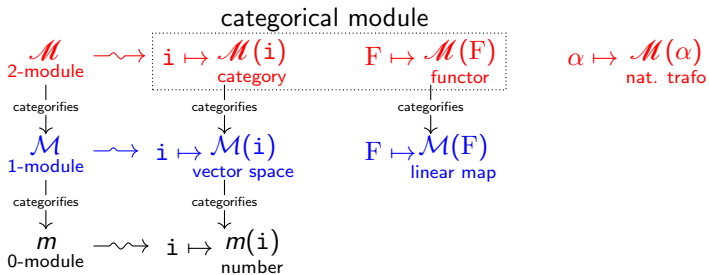 categorical module
ℳ ⇝ i ↦ ℳ(i) F ↦ ℳ(F) α ↦ ℳ(α)
2-module category functor nat. trafo
categorifies categorifies categorifies
ℳ ⇝ i ↦ ℳ(i) F ↦ ℳ(F)
1-module vector space linear map
categorifies categorifies
m ⇝ i ↦ m(i)
0-module number